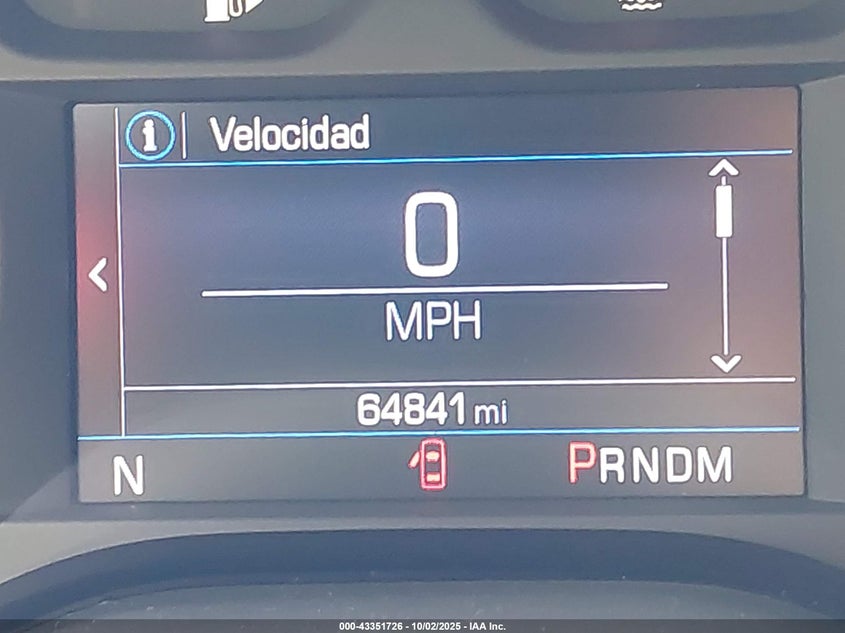 i Velocidad
0
MPH
64841 mi
N PRNDM
000-43351726 - 10/02/2025 - IAA Inc.